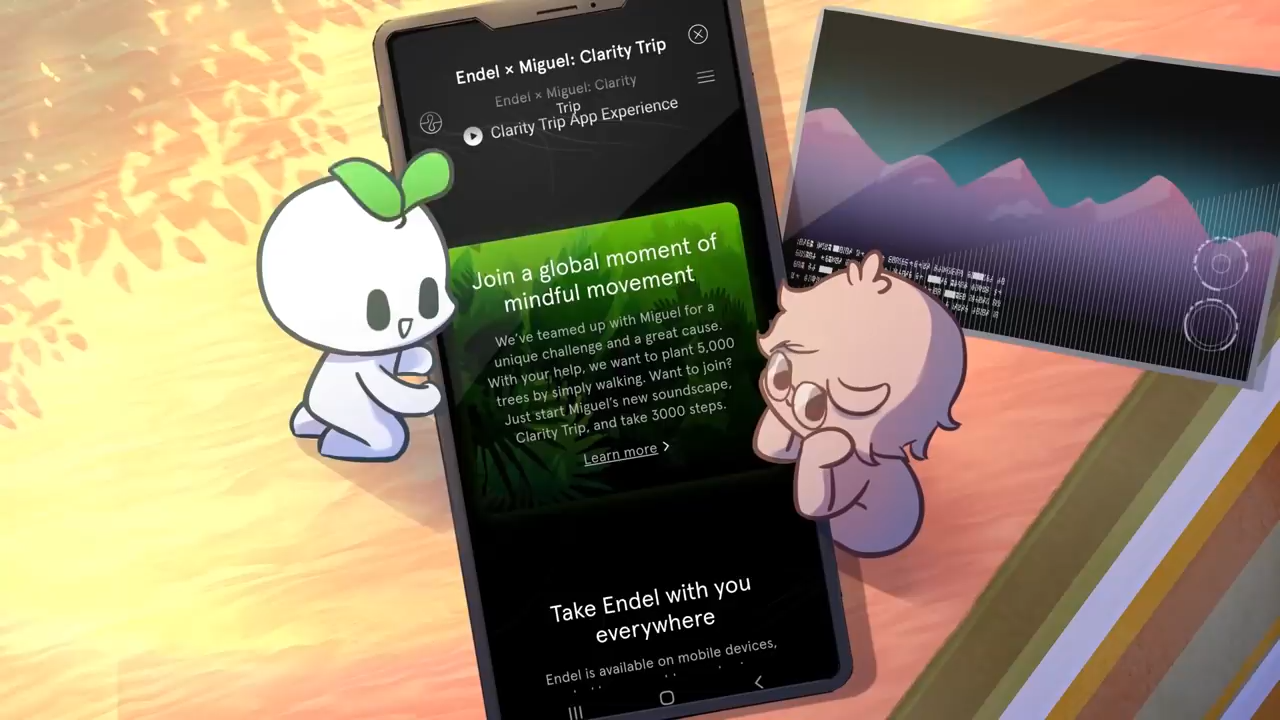 Endel × Miguel: Clarity Trip
Endel × Miguel: Clarity
Trip
Clarity Trip App Experience
Join a global moment of
mindful movement
We've teamed up with Miguel for a
unique challenge and a great cause.
With your help, we want to plant 5,000
trees by simply walking. Want to join?
Just start Miguel's new soundscape,
Clarity Trip, and take 3000 steps.
Learn more
Take Endel with you
everywhere
Endel is available on mobile devices,